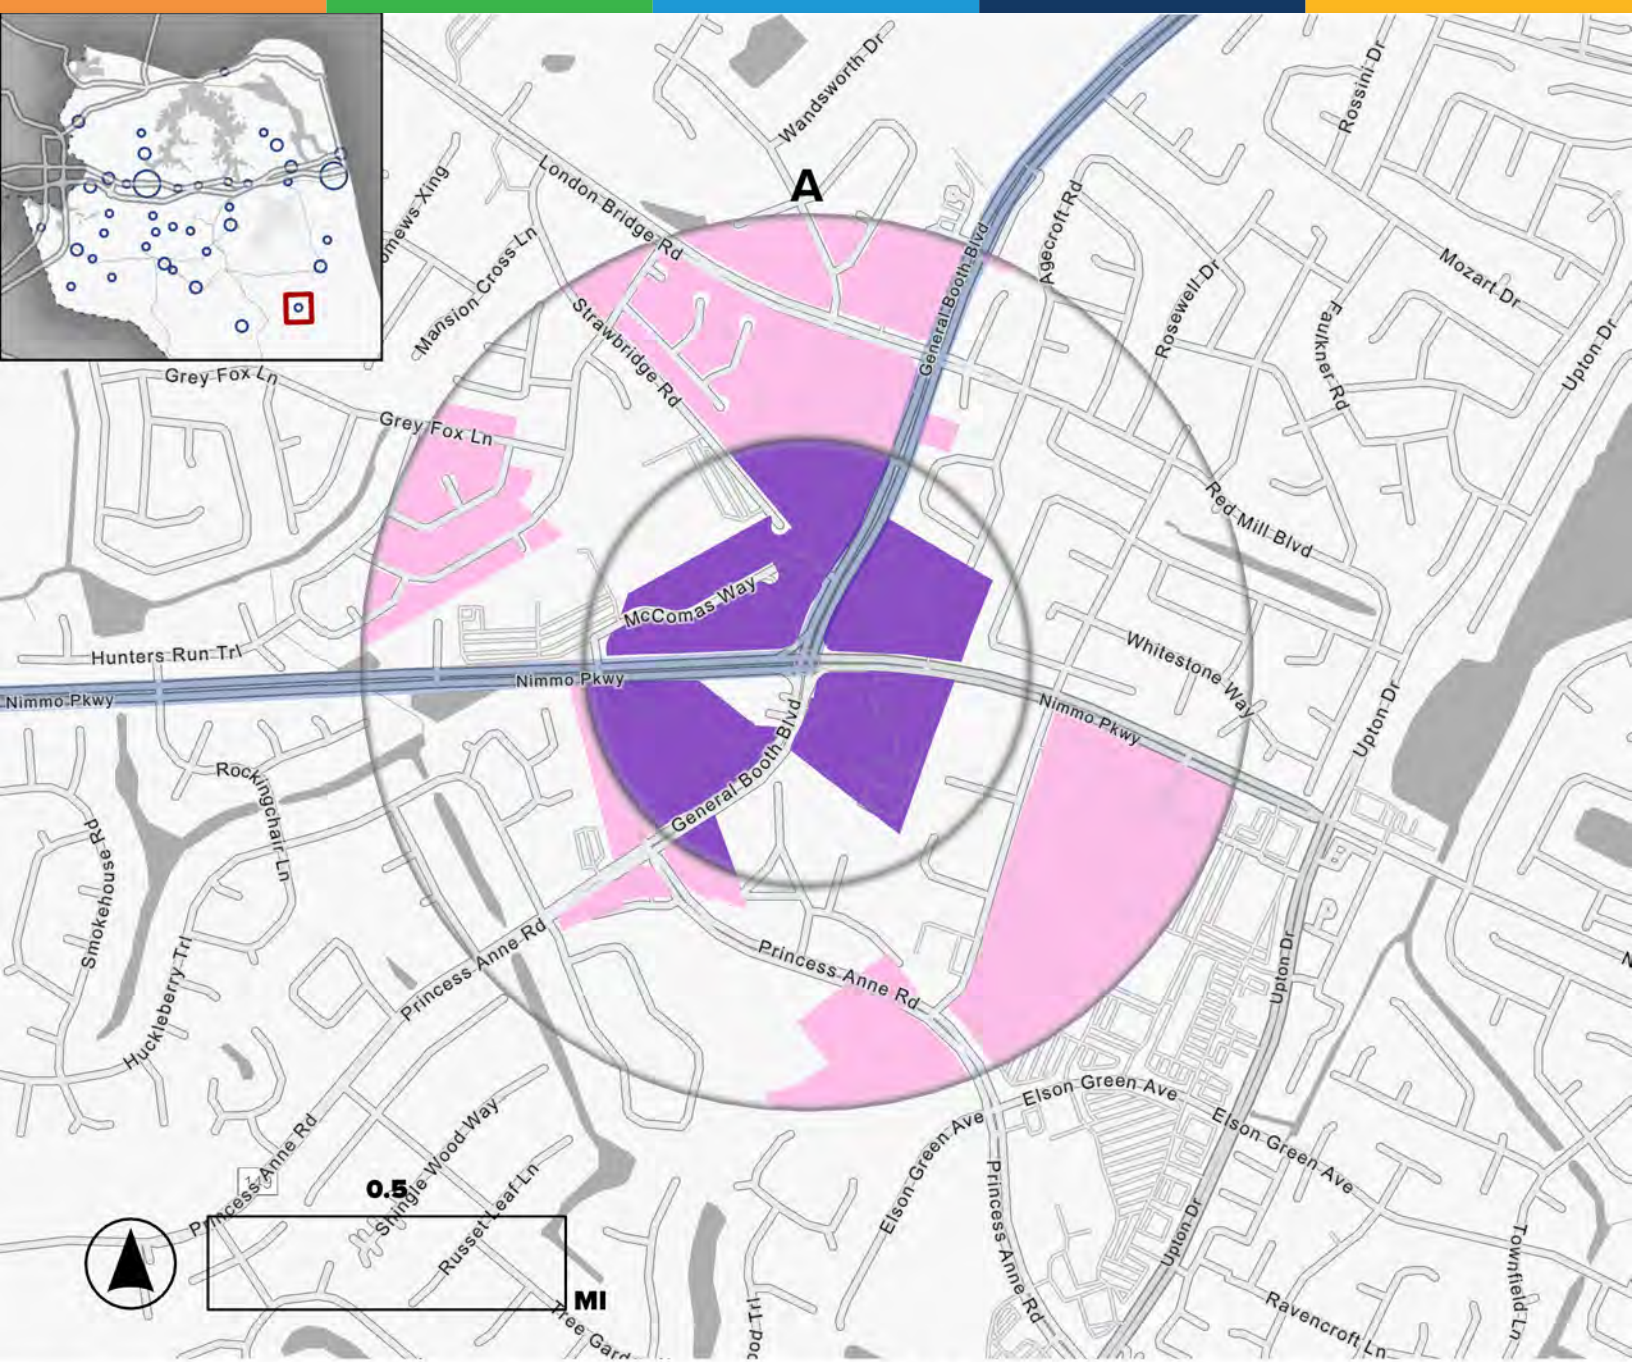 Wandsworth Dr
Rossini Dr
A
London Bridge Rd
Agecroft Rd
Mansion Cross Ln
General Booth Blvd
Mozart Dr
Rosewell Dr
Faulkner Rd
Upton Dr
Strawbridge Rd
General Booth Blvd
Grey Fox Ln
Grey Fox Ln
Red Mill Blvd
McComas Way
Hunters Run Trl
Whitestone Way
Nimmo Pkwy
Nimmo Pkwy
Nimmo Pkwy
Upton Dr
General Booth Blvd
Rockingchair Ln
Smokehouse Rd
Huckleberry Trl
Princess Anne Rd
Princess Anne Rd
Upton Dr
Elson Green Ave
Elson Green Ave
Elson Green Ave
Princess Anne Rd
Shingle Wood Way
Russet Leaf Ln
0.5
MI
Princess Anne Rd
Upton Dr
Townfield Ln
Ravencroft Ln
Tree Gard